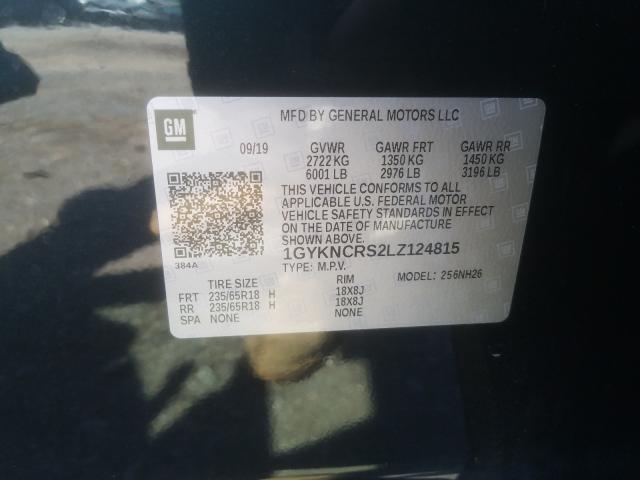 GM
MFD BY GENERAL MOTORS LLC
09/19 GVWR GAWR FRT GAWR RR
2722 KG 1350 KG 1450 KG
6001 LB 2976 LB 3196 LB
THIS VEHICLE CONFORMS TO ALL
APPLICABLE U.S. FEDERAL MOTOR
VEHICLE SAFETY STANDARDS IN EFFECT
ON THE DATE OF MANUFACTURE
SHOWN ABOVE.
1GYKNCRS2LZ124815
384A TYPE: M.P.V. MODEL: 256NH26
TIRE SIZE RIM
FRT 235/65R18 H 18X8J
RR 235/65R18 H 18X8J
SPA NONE NONE